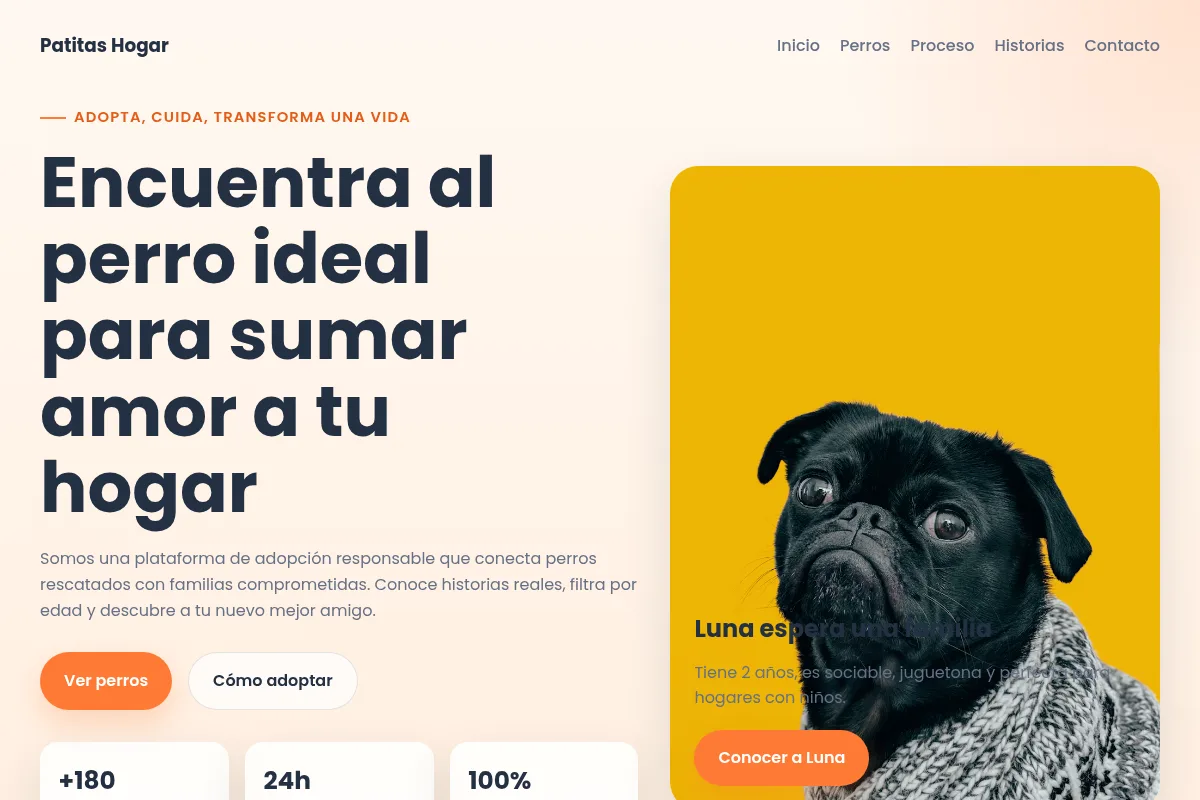 Patitas Hogar
Inicio Perros Proceso Historias Contacto
ADOPTA, CUIDA, TRANSFORMA UNA VIDA
Encuentra al
perro ideal
para sumar
amor a tu
hogar
Somos una plataforma de adopción responsable que conecta perros
rescatados con familias comprometidas. Conoce historias reales, filtra por
edad y descubre a tu nuevo mejor amigo.
Ver perros
Cómo adoptar
+180
24h
100%
Luna espera una familia
Tiene 2 años, es sociable, juguetona y perfecta para
hogares con niños.
Conocer a Luna